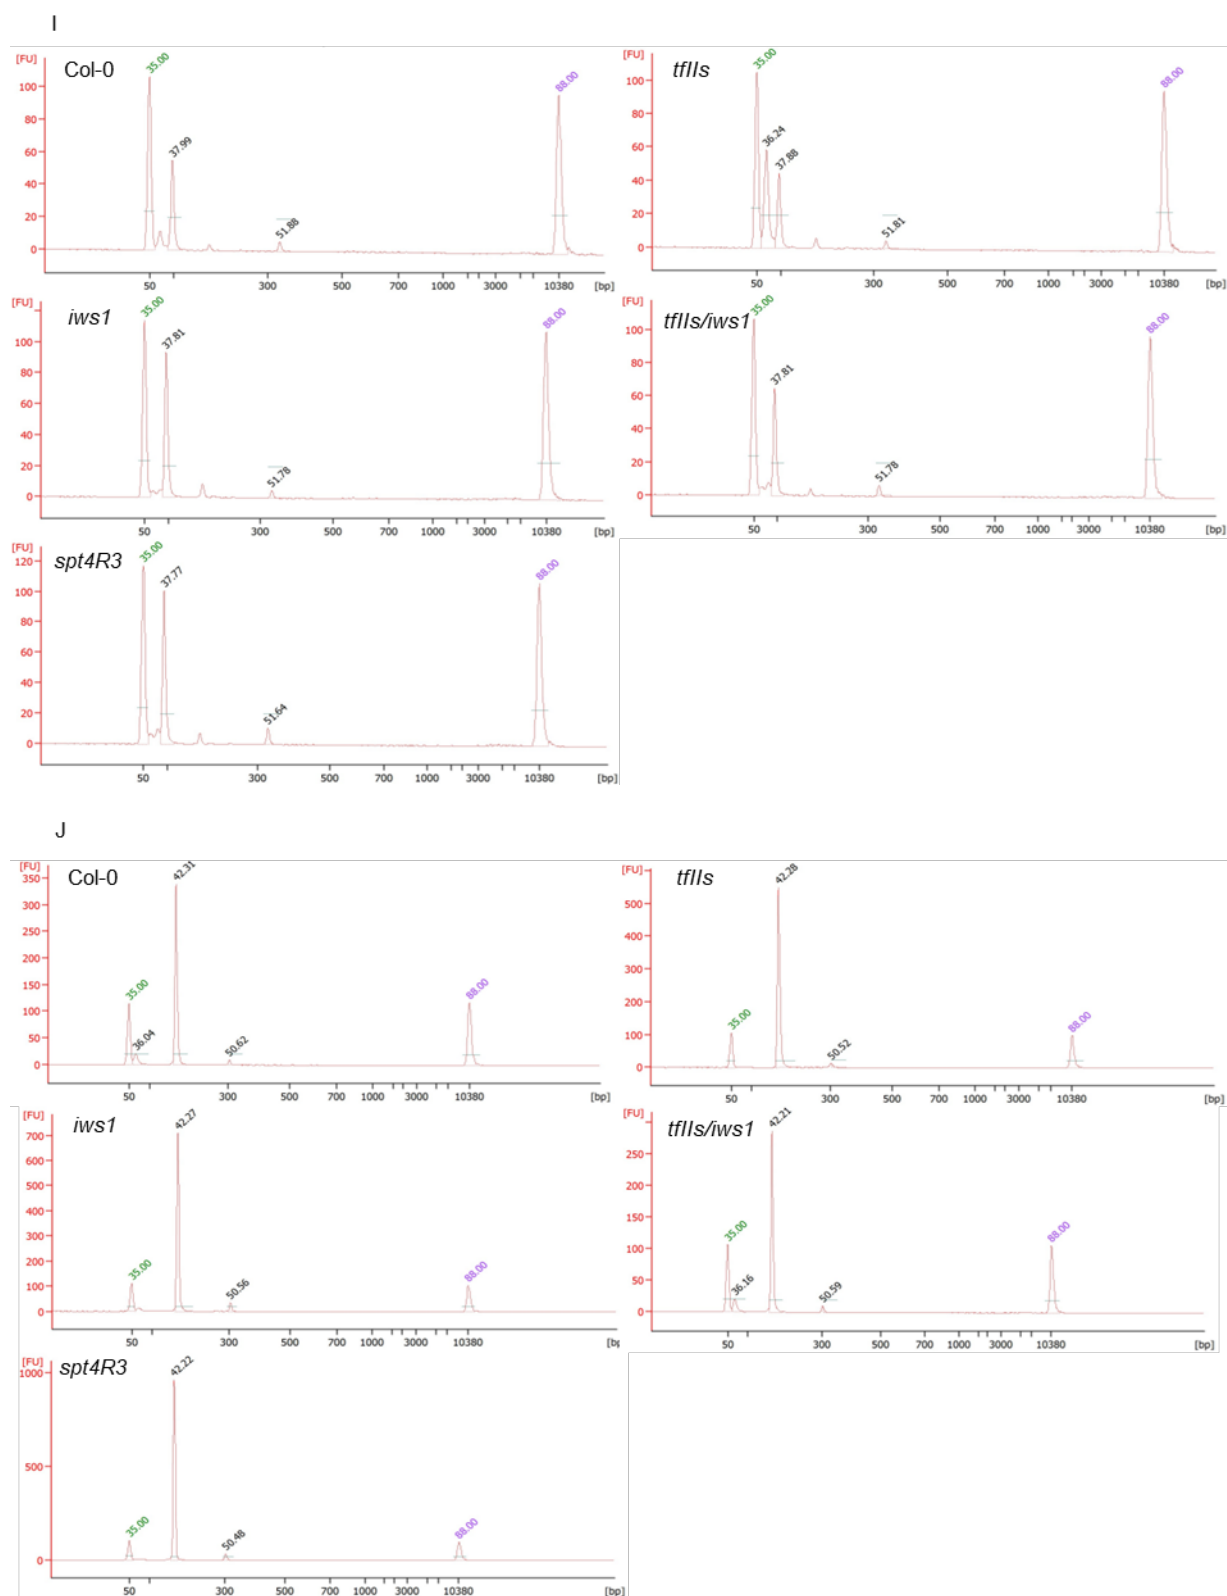 I
[FU] Col-0 35.00 37.99 51.88 88.00
100
80
60
40
20
0
50 300 500 700 1000 3000 10380 [bp]
[FU] tfIIs 35.00 36.24 37.88 51.81 88.00
100
80
60
40
20
0
50 300 500 700 1000 3000 10380 [bp]
[FU] iws1 35.00 37.81 51.78 88.00
100
80
60
40
20
0
50 300 500 700 1000 3000 10380 [bp]
[FU] tfIIs/iws1 35.00 37.81 51.78 88.00
100
80
60
40
20
0
50 300 500 700 1000 3000 10380 [bp]
[FU] spt4R3 35.00 37.77 51.64 88.00
120
100
80
60
40
20
0
50 300 500 700 1000 3000 10380 [bp]
J
[FU] Col-0 35.00 36.04 42.31 50.62 88.00
350
300
250
200
150
100
50
0
50 300 500 700 1000 3000 10380 [bp]
[FU] tfIIs 35.00 42.28 50.52 88.00
500
400
300
200
100
0
50 300 500 700 1000 3000 10380 [bp]
[FU] iws1 35.00 42.27 50.56 88.00
700
600
500
400
300
200
100
0
50 300 500 700 1000 3000 10380 [bp]
[FU] tfIIs/iws1 35.00 36.16 42.21 50.59 88.00
250
200
150
100
50
0
50 300 500 700 1000 3000 10380 [bp]
[FU] spt4R3 35.00 42.22 50.48 88.00
1000
500
0
50 300 500 700 1000 3000 10380 [bp]